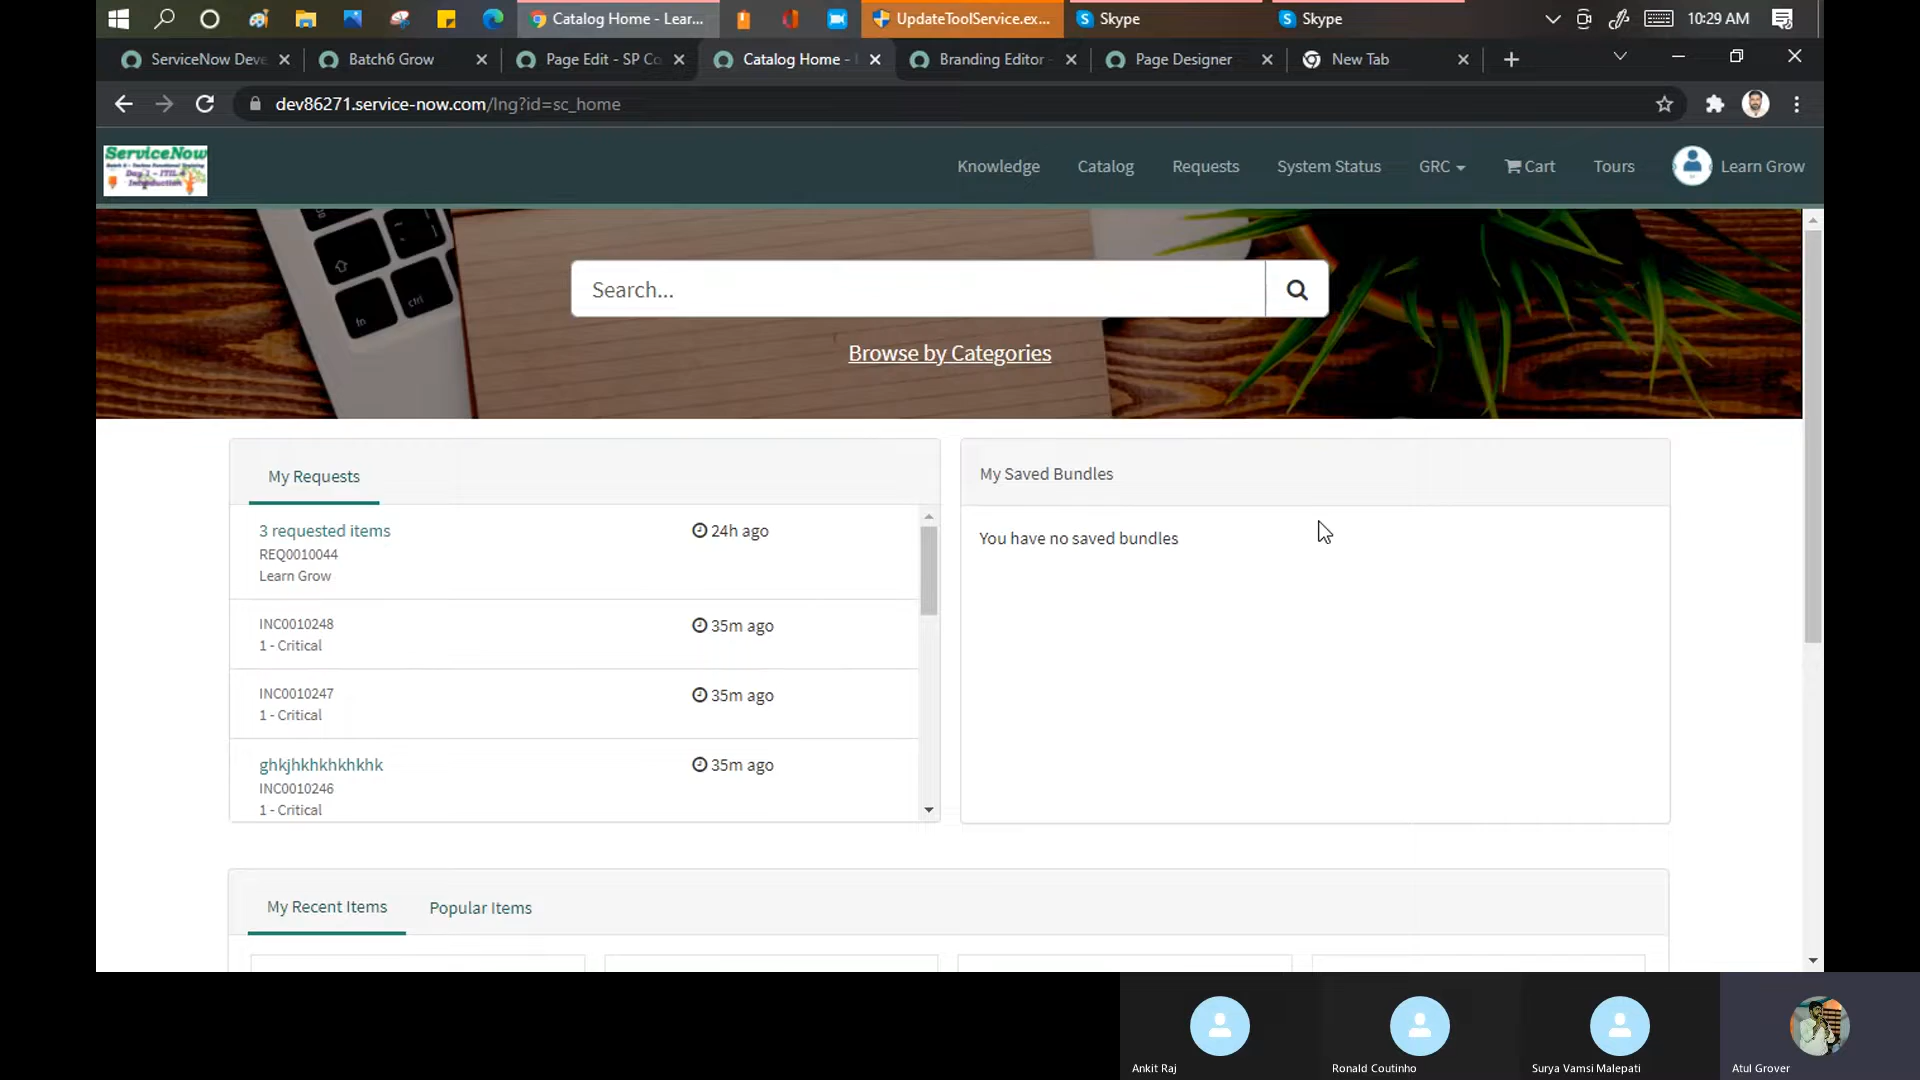 Catalog Home - Lear...
UpdateToolService.ex...
Skype
Skype
10:29 AM
ServiceNow Deve
Batch6 Grow
Page Edit - SP Co
Catalog Home -
Branding Editor -
Page Designer
New Tab
dev86271.service-now.com/lng?id=sc_home
ServiceNow
Knowledge
Catalog
Requests
System Status
GRC
Cart
Tours
Learn Grow
fn
ctrl
Search...
Browse by Categories
My Requests
3 requested items
24h ago
REQ0010044
Learn Grow
INC0010248
35m ago
1 - Critical
INC0010247
35m ago
1 - Critical
ghkjhkhkhkhkhk
35m ago
INC0010246
1 - Critical
My Saved Bundles
You have no saved bundles
My Recent Items
Popular Items
Ankit Raj
Ronald Coutinho
Surya Vamsi Malepati
Atul Grover